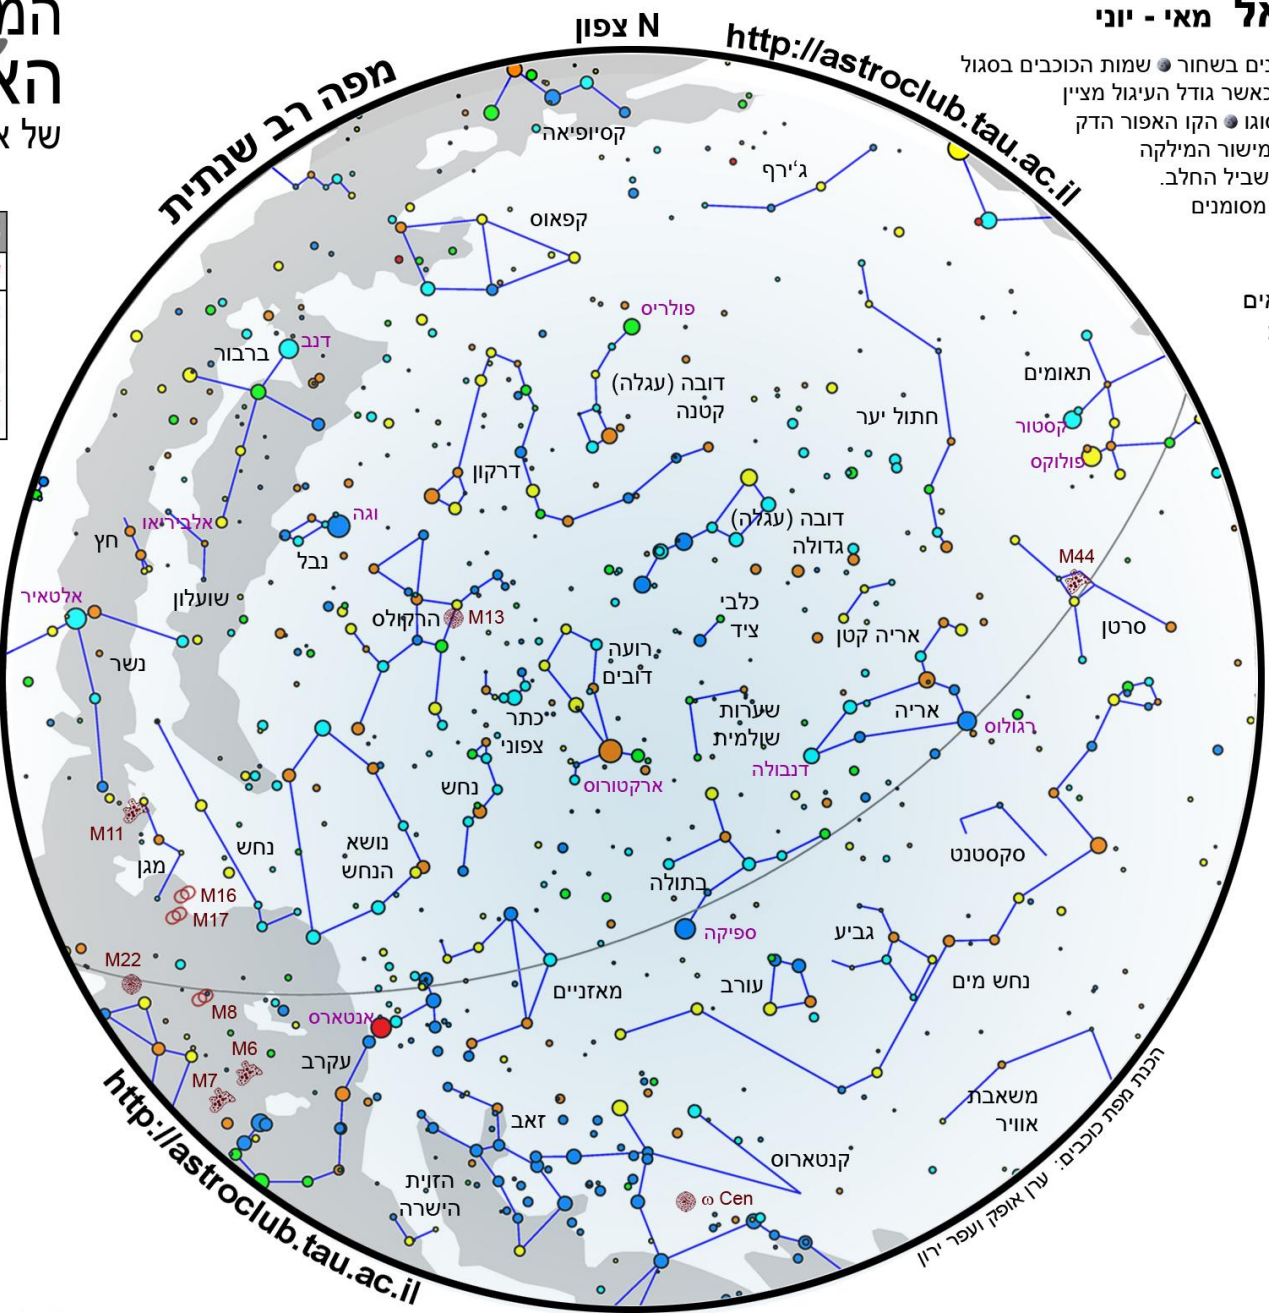 N צפון
אל מאי - יוני
http://astroclub.tau.ac.il
מפה רב שנתית
של
בשחור שמות הכוכבים בסגול
כאשר גודל העיגול מציין
הקו האפור הדק
מישור המילקה
שביל החלב.
מסומנים
קסיופיאה
ג'ירף
קפאוס
פולריס
דנב
ברבור
דובה (עגלה)
קטנה
תאומים
חתול יער
קסטור
פולוקס
דרקון
וגה
אלביריאו
דובה (עגלה)
גדולה
חץ
נבל
M44
אלטאיר
שועלון
כלבי
ציד
הרקולס
M13
סרטן
אריה קטן
נשר
רועה
דובים
אריה
שערות
שולמית
כתר
צפוני
רגולוס
דנבולה
ארקטורוס
נחש
M11
נחש
נושא
הנחש
סקסטנט
מגן
בתולה
M16
M17
ספיקה
גביע
M22
מאזניים
עורב
נחש מים
M8
אנטארס
M6
עקרב
M7
משאבת
אוויר
זאב
קנטארוס
הזוית
הישרה
ω Cen
http://astroclub.tau.ac.il
הכנת מפת כוכבים: ערן אופק ועפר ירון